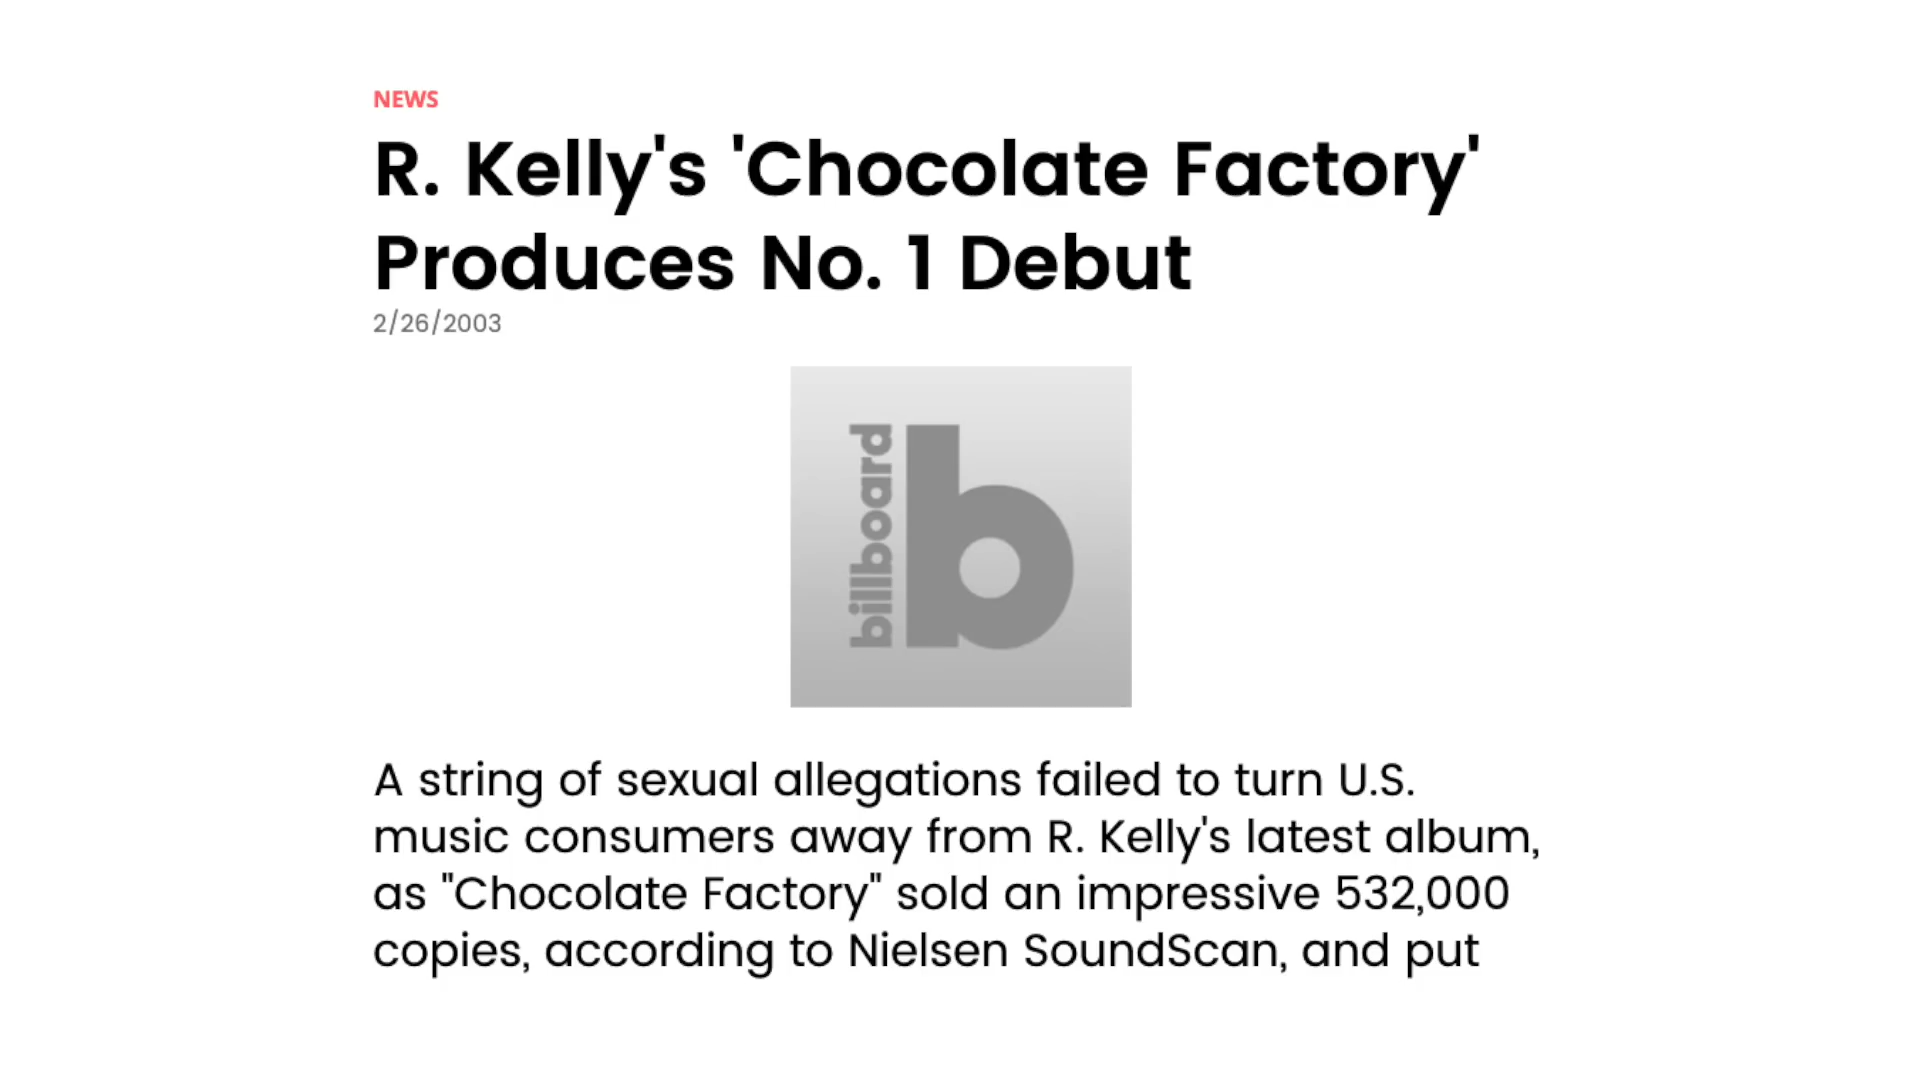 NEWS
R. Kelly's 'Chocolate Factory'
Produces No. 1 Debut
2/26/2003
billboard
b
A string of sexual allegations failed to turn U.S.
music consumers away from R. Kelly's latest album,
as "Chocolate Factory" sold an impressive 532,000
copies, according to Nielsen SoundScan, and put